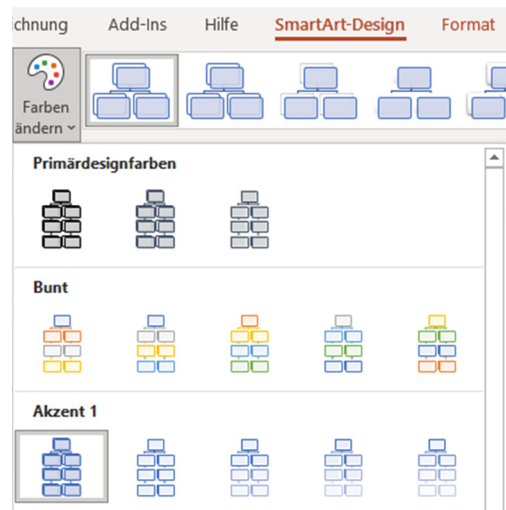 chnung Add-Ins Hilfe SmartArt-Design Format
Farben
ändern
Primärdesignfarben
Bunt
Akzent 1